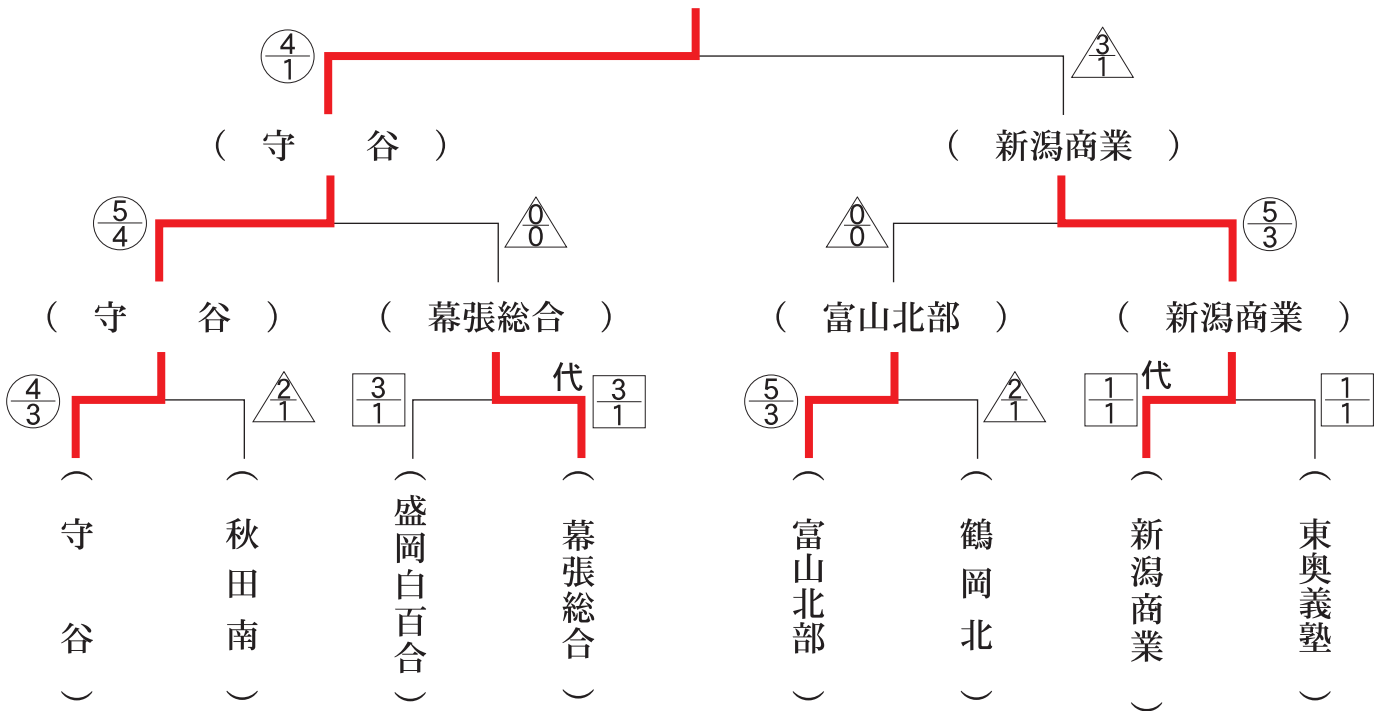 4
1
3
1
(守谷)
(新潟商業)
5
4
0
0
0
0
5
3
(守谷)
(幕張総合)
(富山北部)
(新潟商業)
4
3
2
1
3
1
代
3
1
5
3
2
1
1
1
代
1
1
(守谷)
(秋田南)
(盛岡白百合)
(幕張総合)
(富山北部)
(鶴岡北)
(新潟商業)
(東奥義塾)